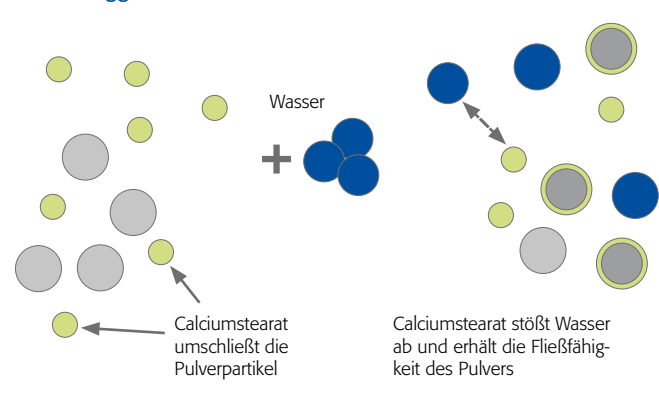 Wasser
+
Calciumstearat
umschließt die
Pulverpartikel
Calciumstearat stößt Wasser
ab und erhält die Fließfähig-
keit des Pulvers